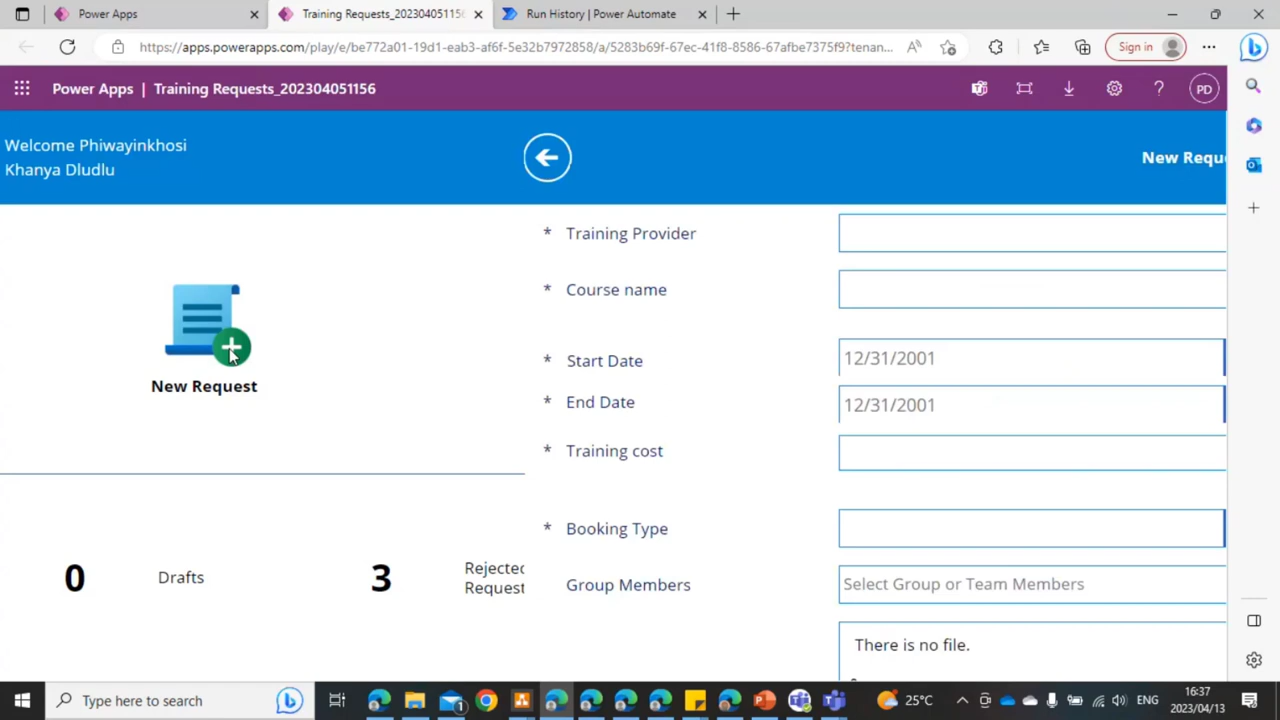 Power Apps
Training Requests_202304051156
Run History | Power Automate
https://apps.powerapps.com/play/e/be772a01-19d1-eab3-af6f-5e32b7972858/a/5283b69f-67ec-41f8-8586-67afbe7375f9?tenan...
Sign in
Power Apps | Training Requests_202304051156
PD
Welcome Phiwayinkhosi
Khanya Dludlu
New Requ
* Training Provider
* Course name
* Start Date
12/31/2001
* End Date
12/31/2001
New Request
* Training cost
* Booking Type
0 Drafts
3 Rejected
Request
Group Members
Select Group or Team Members
There is no file.
Type here to search
1
25°C
ENG
16:37
2023/04/13